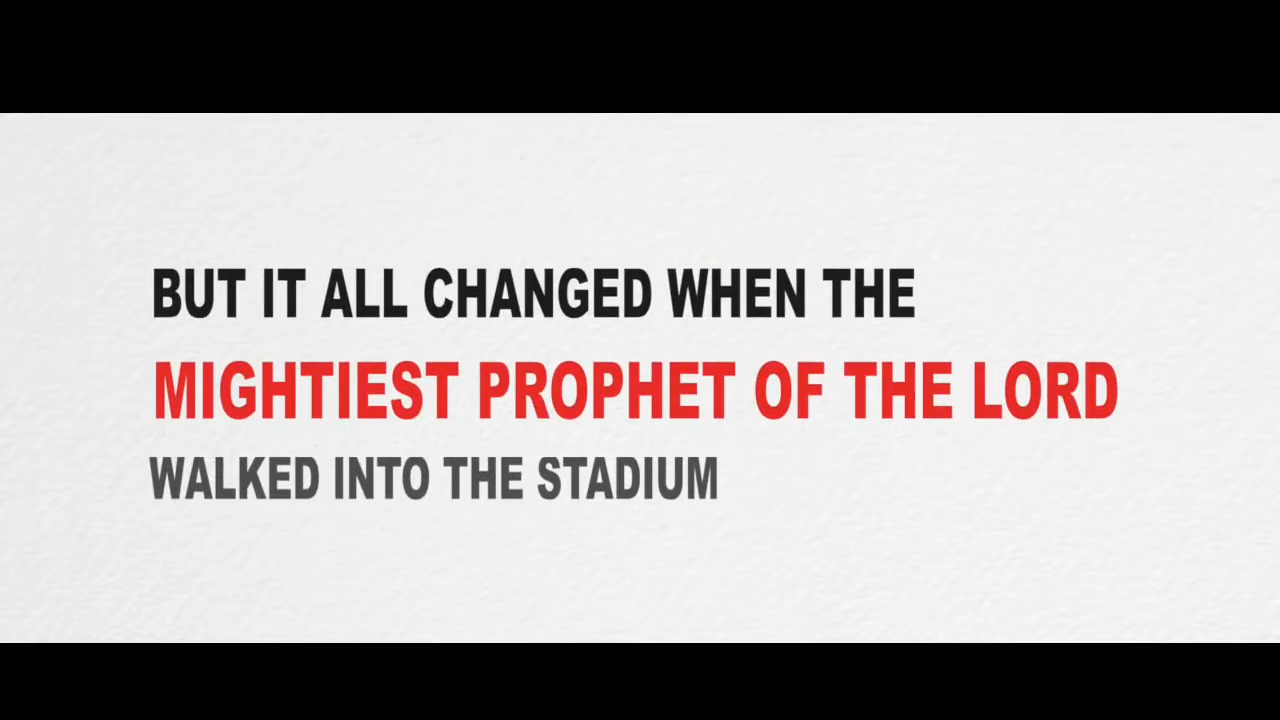 BUT IT ALL CHANGED WHEN THE
MIGHTIEST PROPHET OF THE LORD
WALKED INTO THE STADIUM